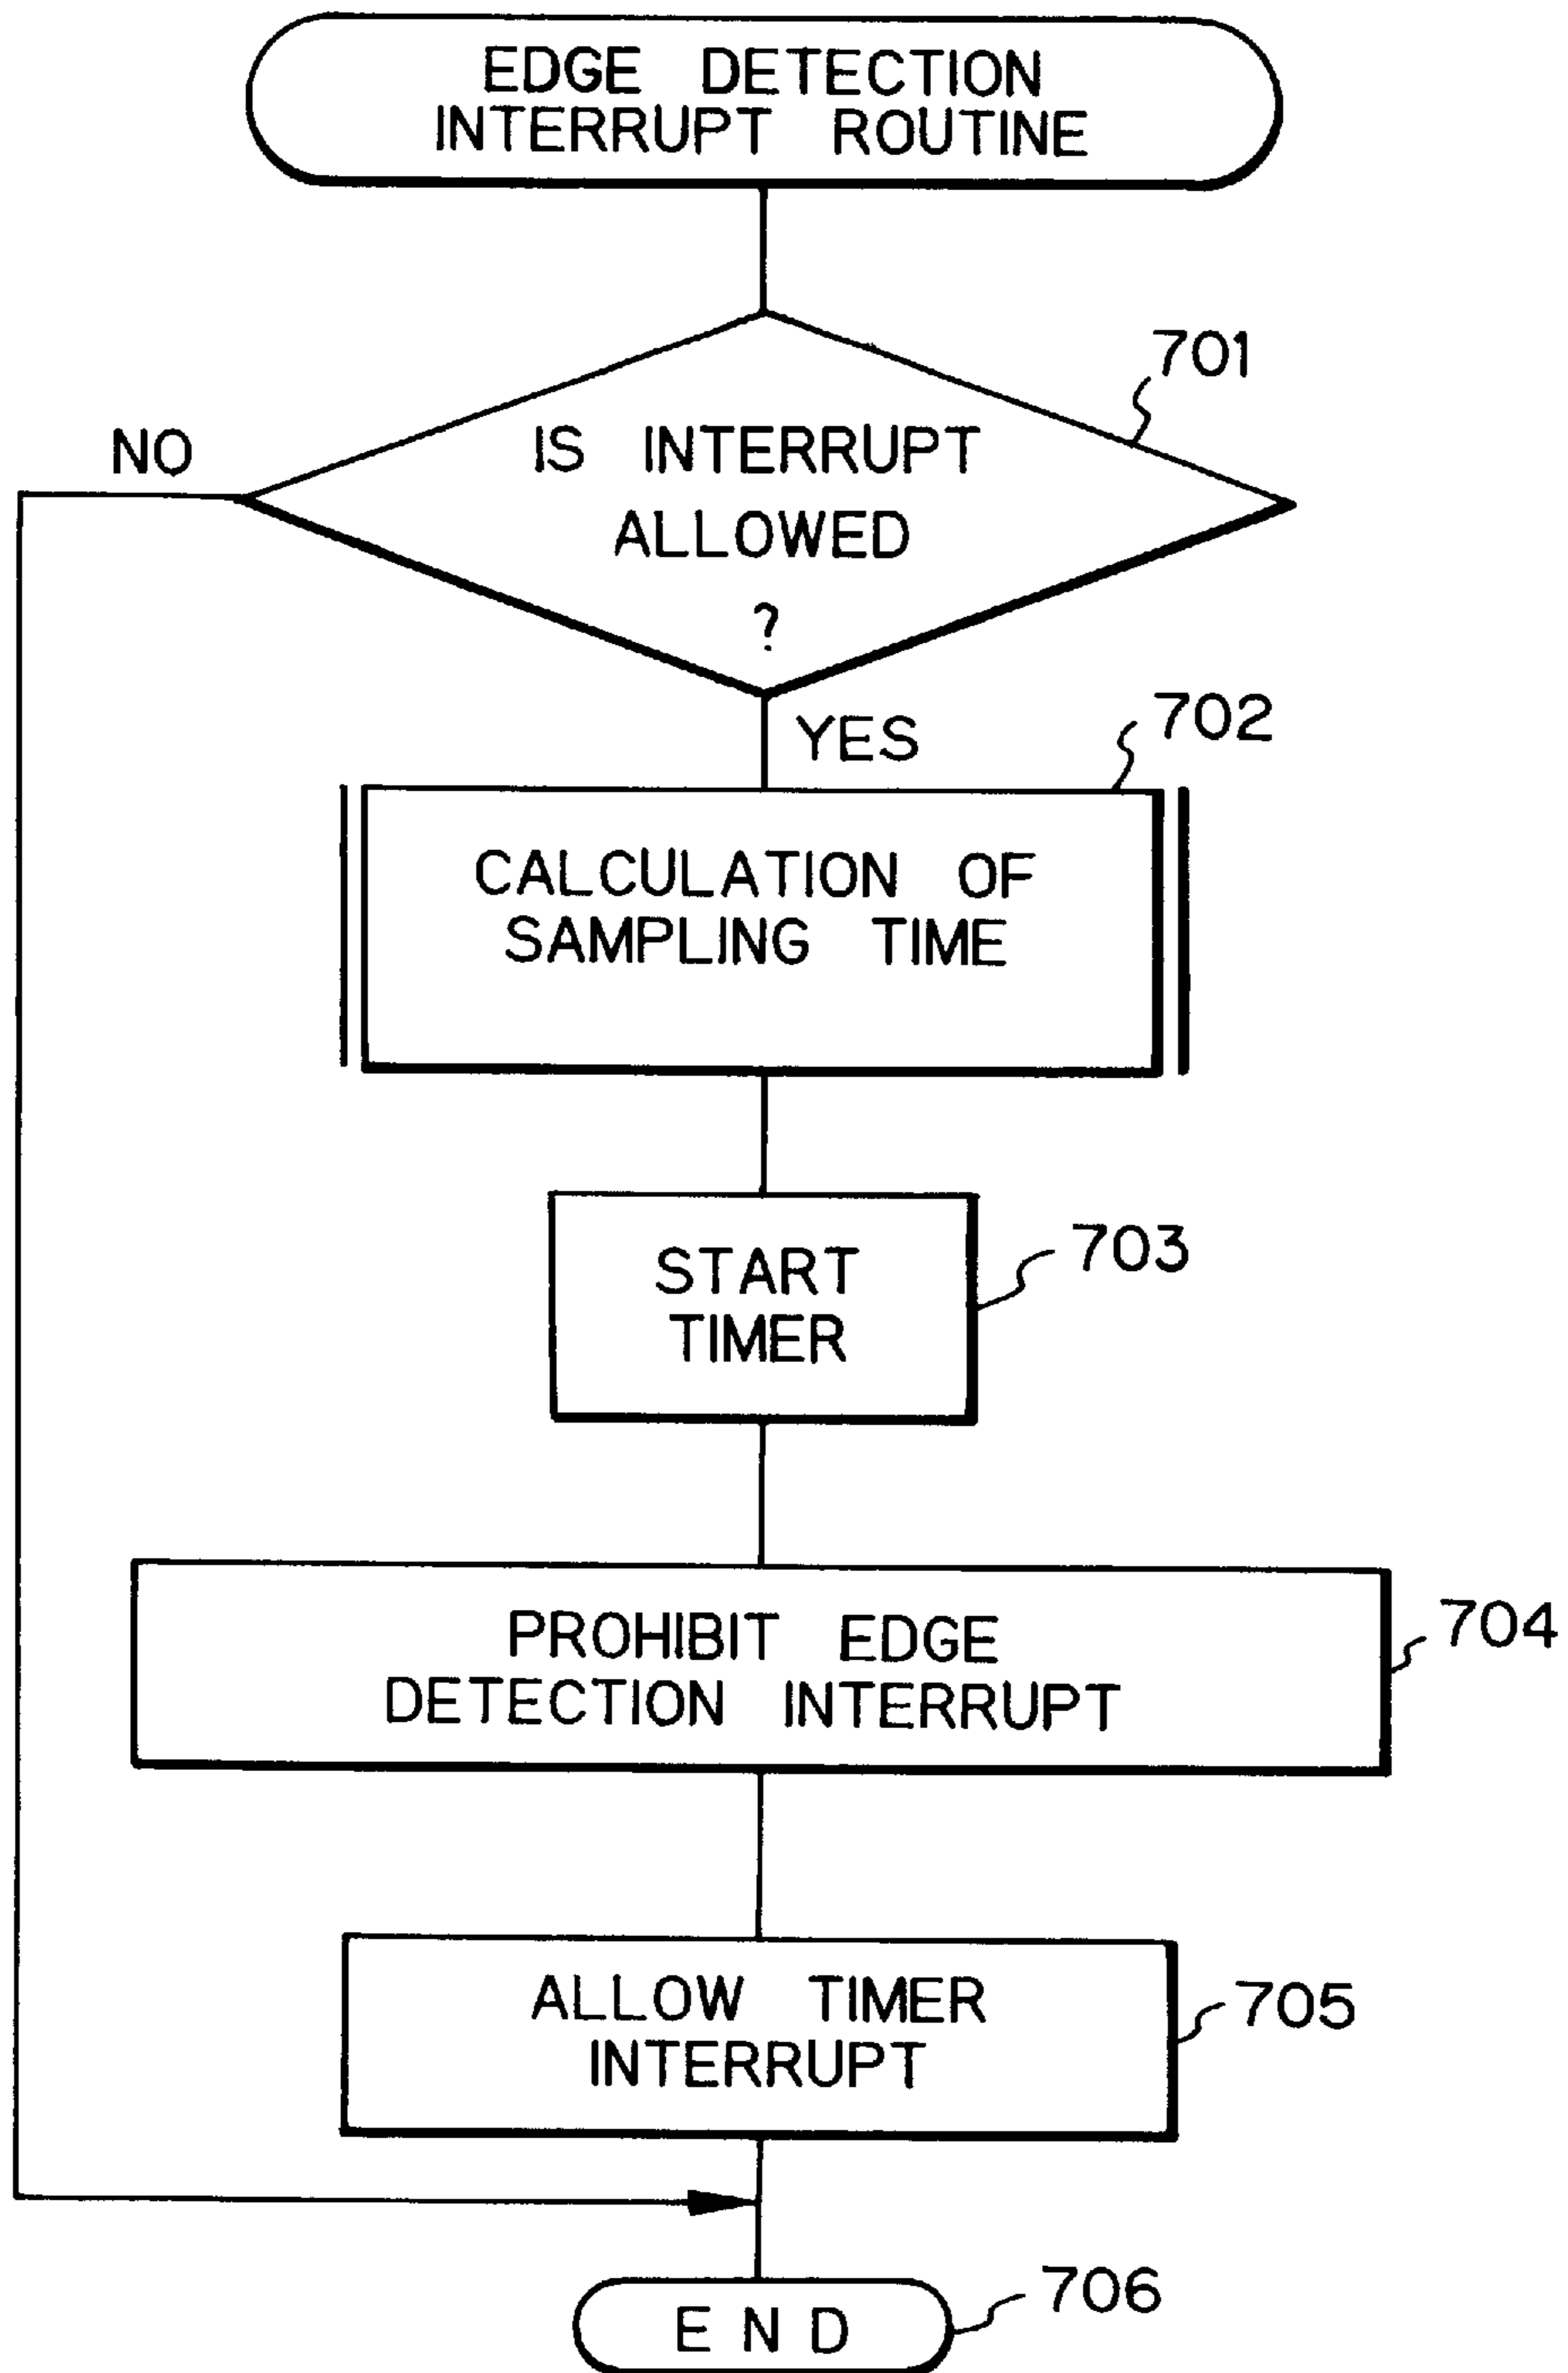 EDGE DETECTION
INTERRUPT ROUTINE
701
NO
IS INTERRUPT
ALLOWED
?
YES
702
CALCULATION OF
SAMPLING TIME
START
TIMER
703
PROHIBIT EDGE
DETECTION INTERRUPT
704
ALLOW TIMER
INTERRUPT
705
END
706